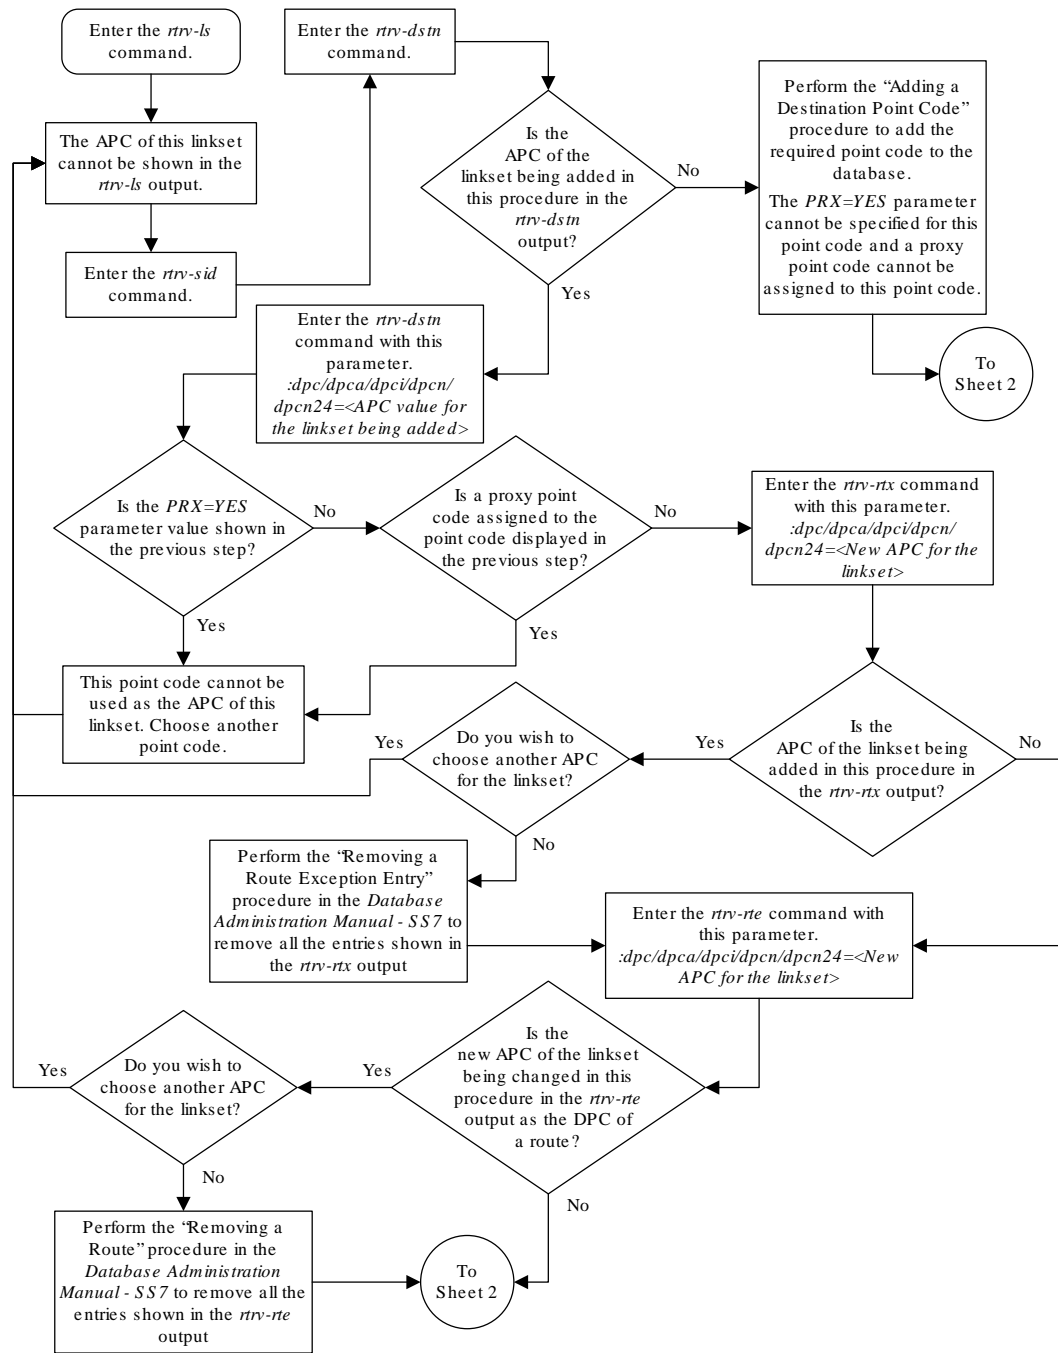 Enter the rtrv-ls
command.
The APC of this linkset
cannot be shown in the
rtrv-ls output.
Enter the rtrv-sid
command.
Enter the rtrv-dstn
command.
Is the
APC of the
linkset being added in
this procedure in the
rtrv-dstn
output?
No
Yes
Perform the “Adding a
Destination Point Code”
procedure to add the
required point code to the
database.
The PRX=YES parameter
cannot be specified for this
point code and a proxy
point code cannot be
assigned to this point code.
To
Sheet 2
Enter the rtrv-dstn
command with this
parameter.
:dpc/dpca/dpci/dpcn/
dpcn24=<APC value for
the linkset being added>
Is the PRX=YES
parameter value shown in
the previous step?
No
Yes
Is a proxy point
code assigned to the
point code displayed in
the previous step?
No
Yes
Enter the rtrv-rtx command
with this parameter.
:dpc/dpca/dpci/dpcn/
dpcn24=<New APC for the
linkset>
This point code cannot be
used as the APC of this
linkset. Choose another
point code.
Is the
APC of the linkset being
added in this procedure in
the rtrv-rtx output?
Yes
No
Do you wish to
choose another APC
for the linkset?
Yes
No
Perform the “Removing a
Route Exception Entry”
procedure in the Database
Administration Manual - SS7 to
remove all the entries shown in
the rtrv-rtx output
Enter the rtrv-rte command with
this parameter.
:dpc/dpca/dpci/dpcn/dpcn24=<New
APC for the linkset>
Is the
new APC of the linkset
being changed in this
procedure in the rtrv-rte
output as the DPC of
a route?
Yes
No
Do you wish to
choose another APC
for the linkset?
Yes
No
Perform the “Removing a
Route” procedure in the
Database Administration
Manual - SS7 to remove all the
entries shown in the rtrv-rte
output
To
Sheet 2